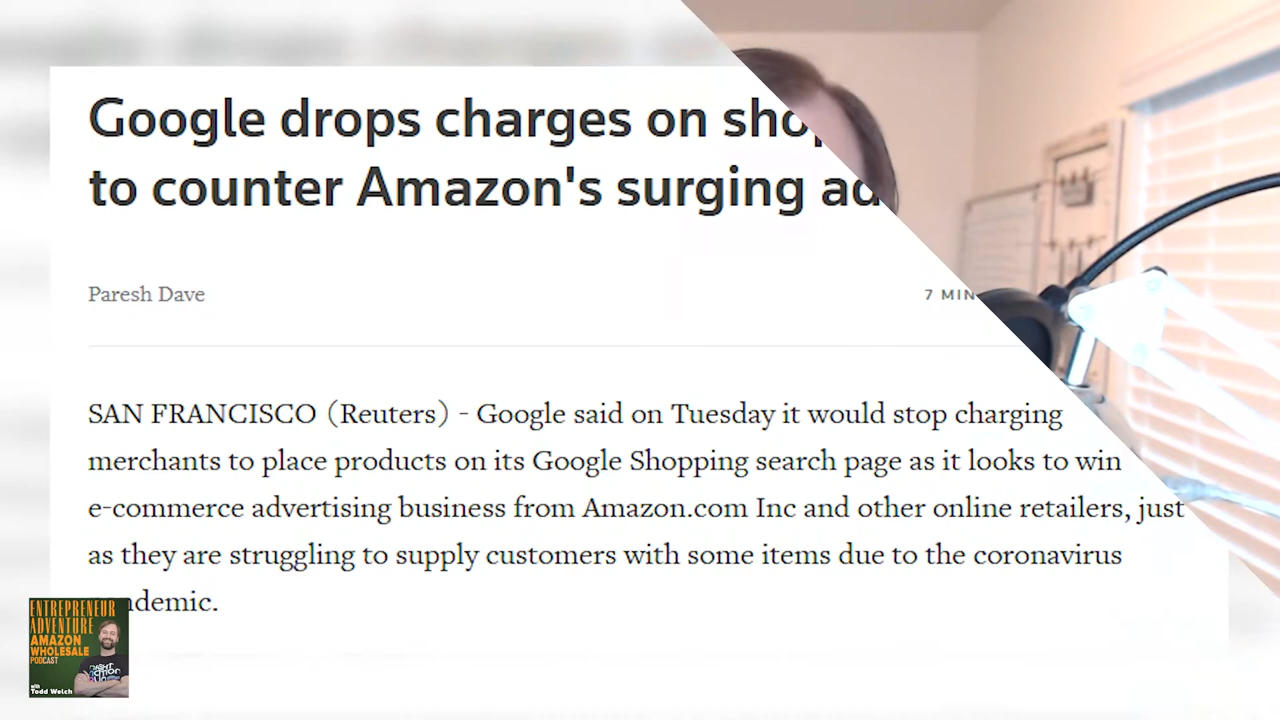 Google drops charges on
to counter Amazon's surging
Paresh Dave
7 MIN
SAN FRANCISCO (Reuters) - Google said on Tuesday it would stop charging
merchants to place products on its Google Shopping search page as it looks to win
e-commerce advertising business from Amazon.com Inc and other online retailers, just
as they are struggling to supply customers with some items due to the coronavirus
ENTREPRENEUR
ADVENTURE
AMAZON
WHOLESALE
PODCAST
with
Todd Welch